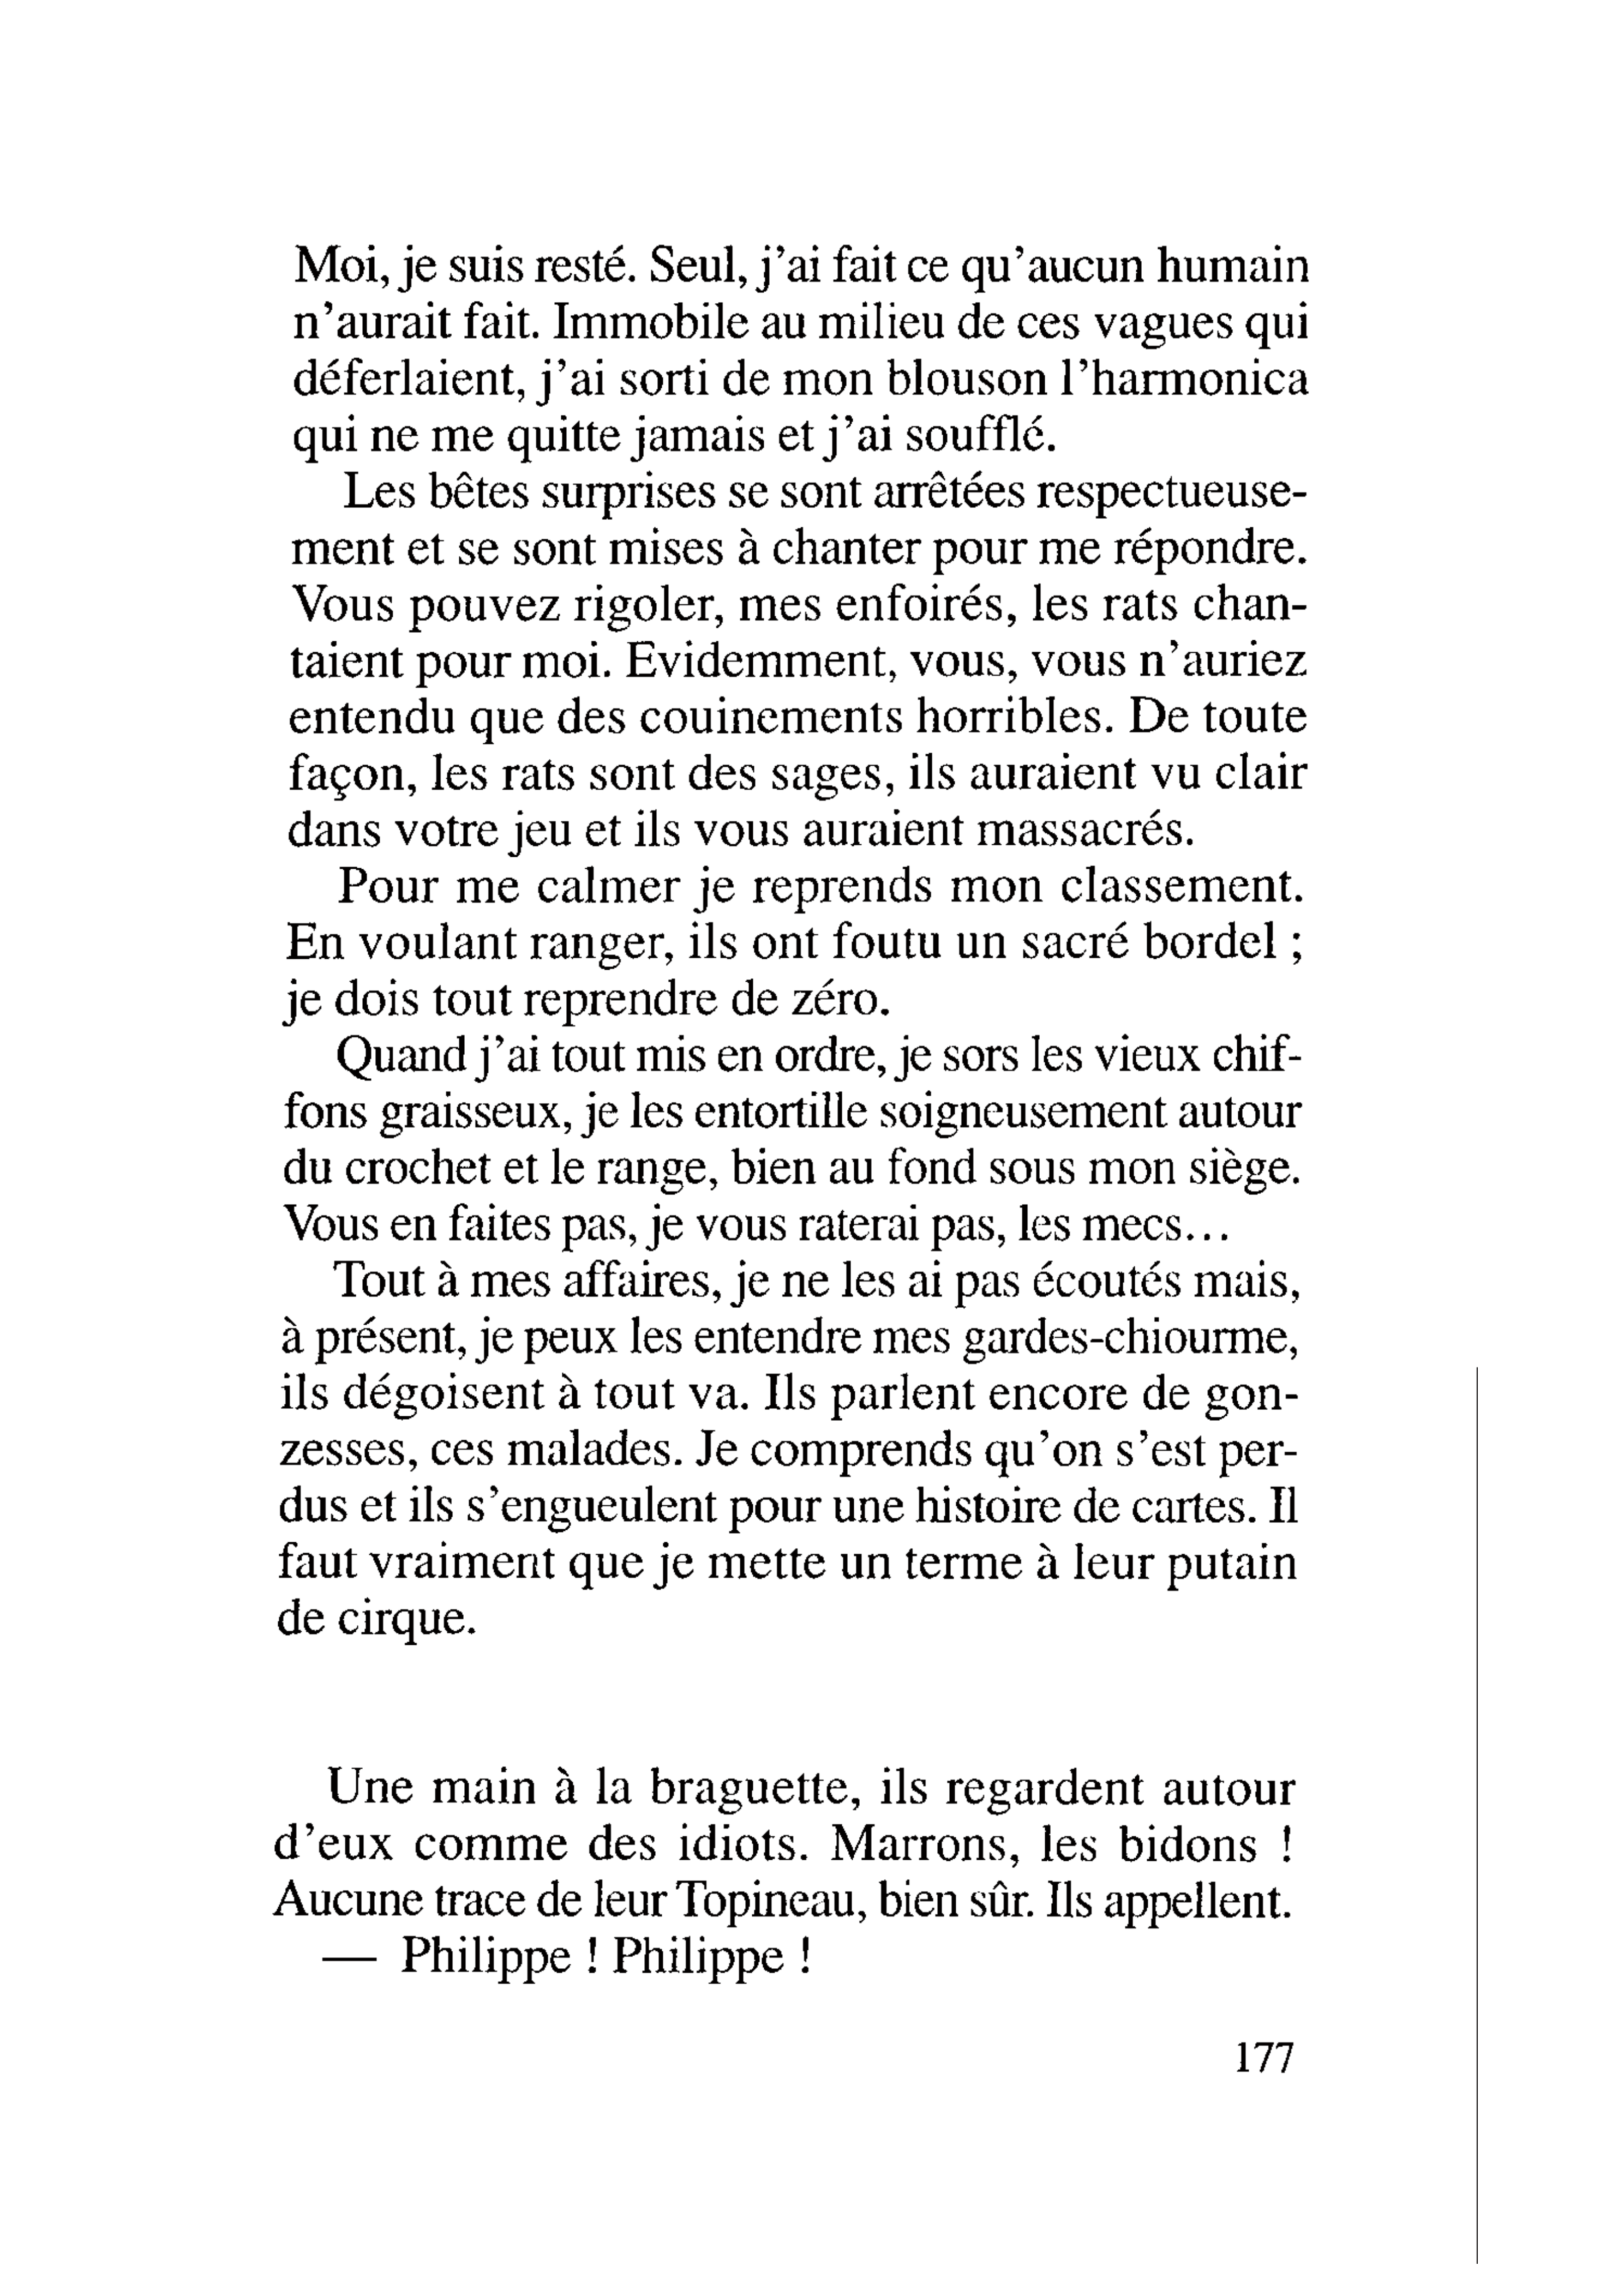 Moi, je suis resté. Seul, j'ai fait ce qu'aucun humain
n'aurait fait. Immobile au milieu de ces vagues qui
déferlaient, j'ai sorti de mon blouson l'harmonica
qui ne me quitte jamais et j'ai soufflé.
Les bêtes surprises se sont arrêtées respectueuse-
ment et se sont mises à chanter pour me répondre.
Vous pouvez rigoler, mes enfoirés, les rats chan-
taient pour moi. Evidemment, vous, vous n'auriez
entendu que des couinements horribles. De toute
façon, les rats sont des sages, ils auraient vu clair
dans votre jeu et ils vous auraient massacrés.
Pour me calmer je reprends mon classement.
En voulant ranger, ils ont foutu un sacré bordel ;
je dois tout reprendre de zéro.
Quand j'ai tout mis en ordre, je sors les vieux chif-
fons graisseux, je les entortille soigneusement autour
du crochet et le range, bien au fond sous mon siège.
Vous en faites pas, je vous raterai pas, les mecs...
Tout à mes affaires, je ne les ai pas écoutés mais,
à présent, je peux les entendre mes gardes-chiourme,
ils dégoisent à tout va. Ils parlent encore de gon-
zesses, ces malades. Je comprends qu'on s'est per-
dus et ils s'engueulent pour une histoire de cartes. Il
faut vraiment que je mette un terme à leur putain
de cirque.
Une main à la braguette, ils regardent autour
d'eux comme des idiots. Marrons, les bidons !
Aucune trace de leur Topineau, bien sûr. Ils appellent.
— Philippe ! Philippe !
177